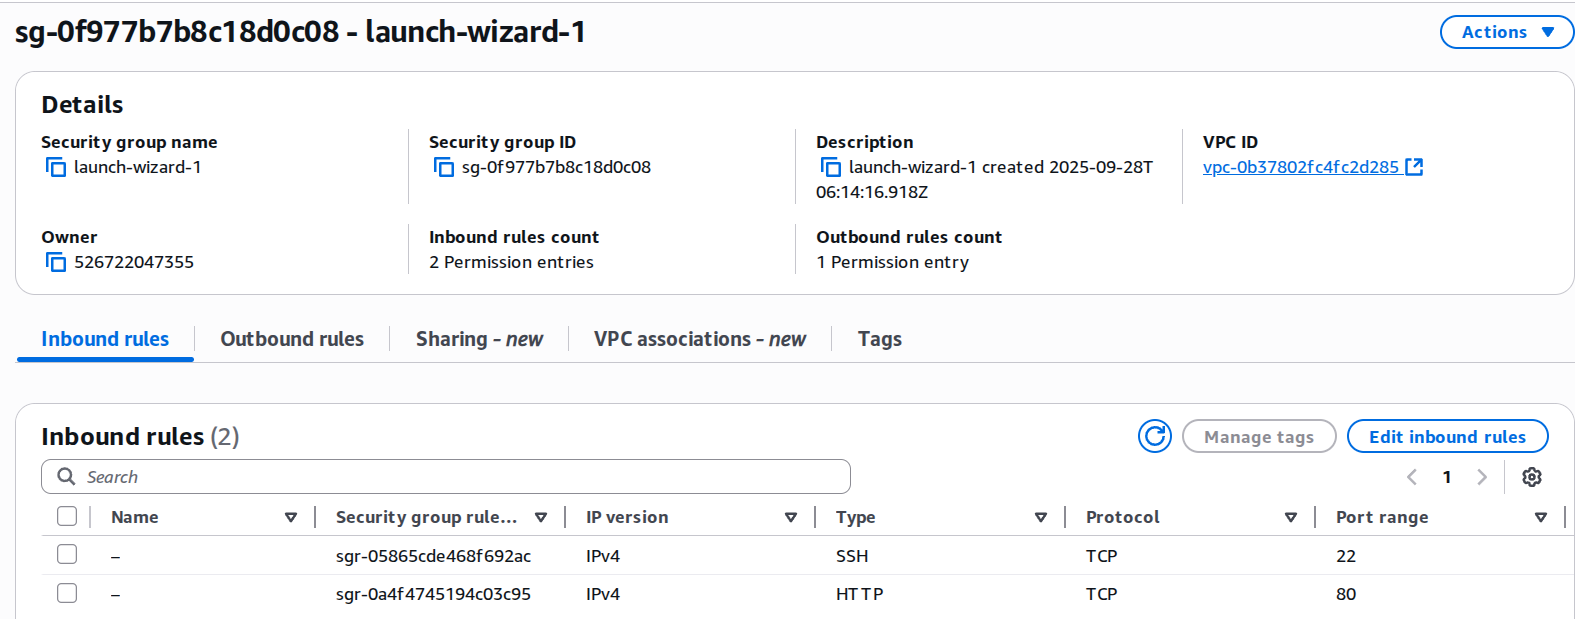 sg-0f977b7b8c18d0c08 - launch-wizard-1
Actions
Details
Security group name
launch-wizard-1
Security group ID
sg-0f977b7b8c18d0c08
Description
launch-wizard-1 created 2025-09-28T
06:14:16.918Z
VPC ID
vpc-0b37802fc4fc2d285
Owner
526722047355
Inbound rules count
2 Permission entries
Outbound rules count
1 Permission entry
Inbound rules
Outbound rules
Sharing - new
VPC associations - new
Tags
Inbound rules (2)
Manage tags
Edit inbound rules
Search
1
Name
Security group rule...
IP version
Type
Protocol
Port range
– sgr-05865cde468f692ac IPv4 SSH TCP 22
– sgr-0a4f4745194c03c95 IPv4 HTTP TCP 80